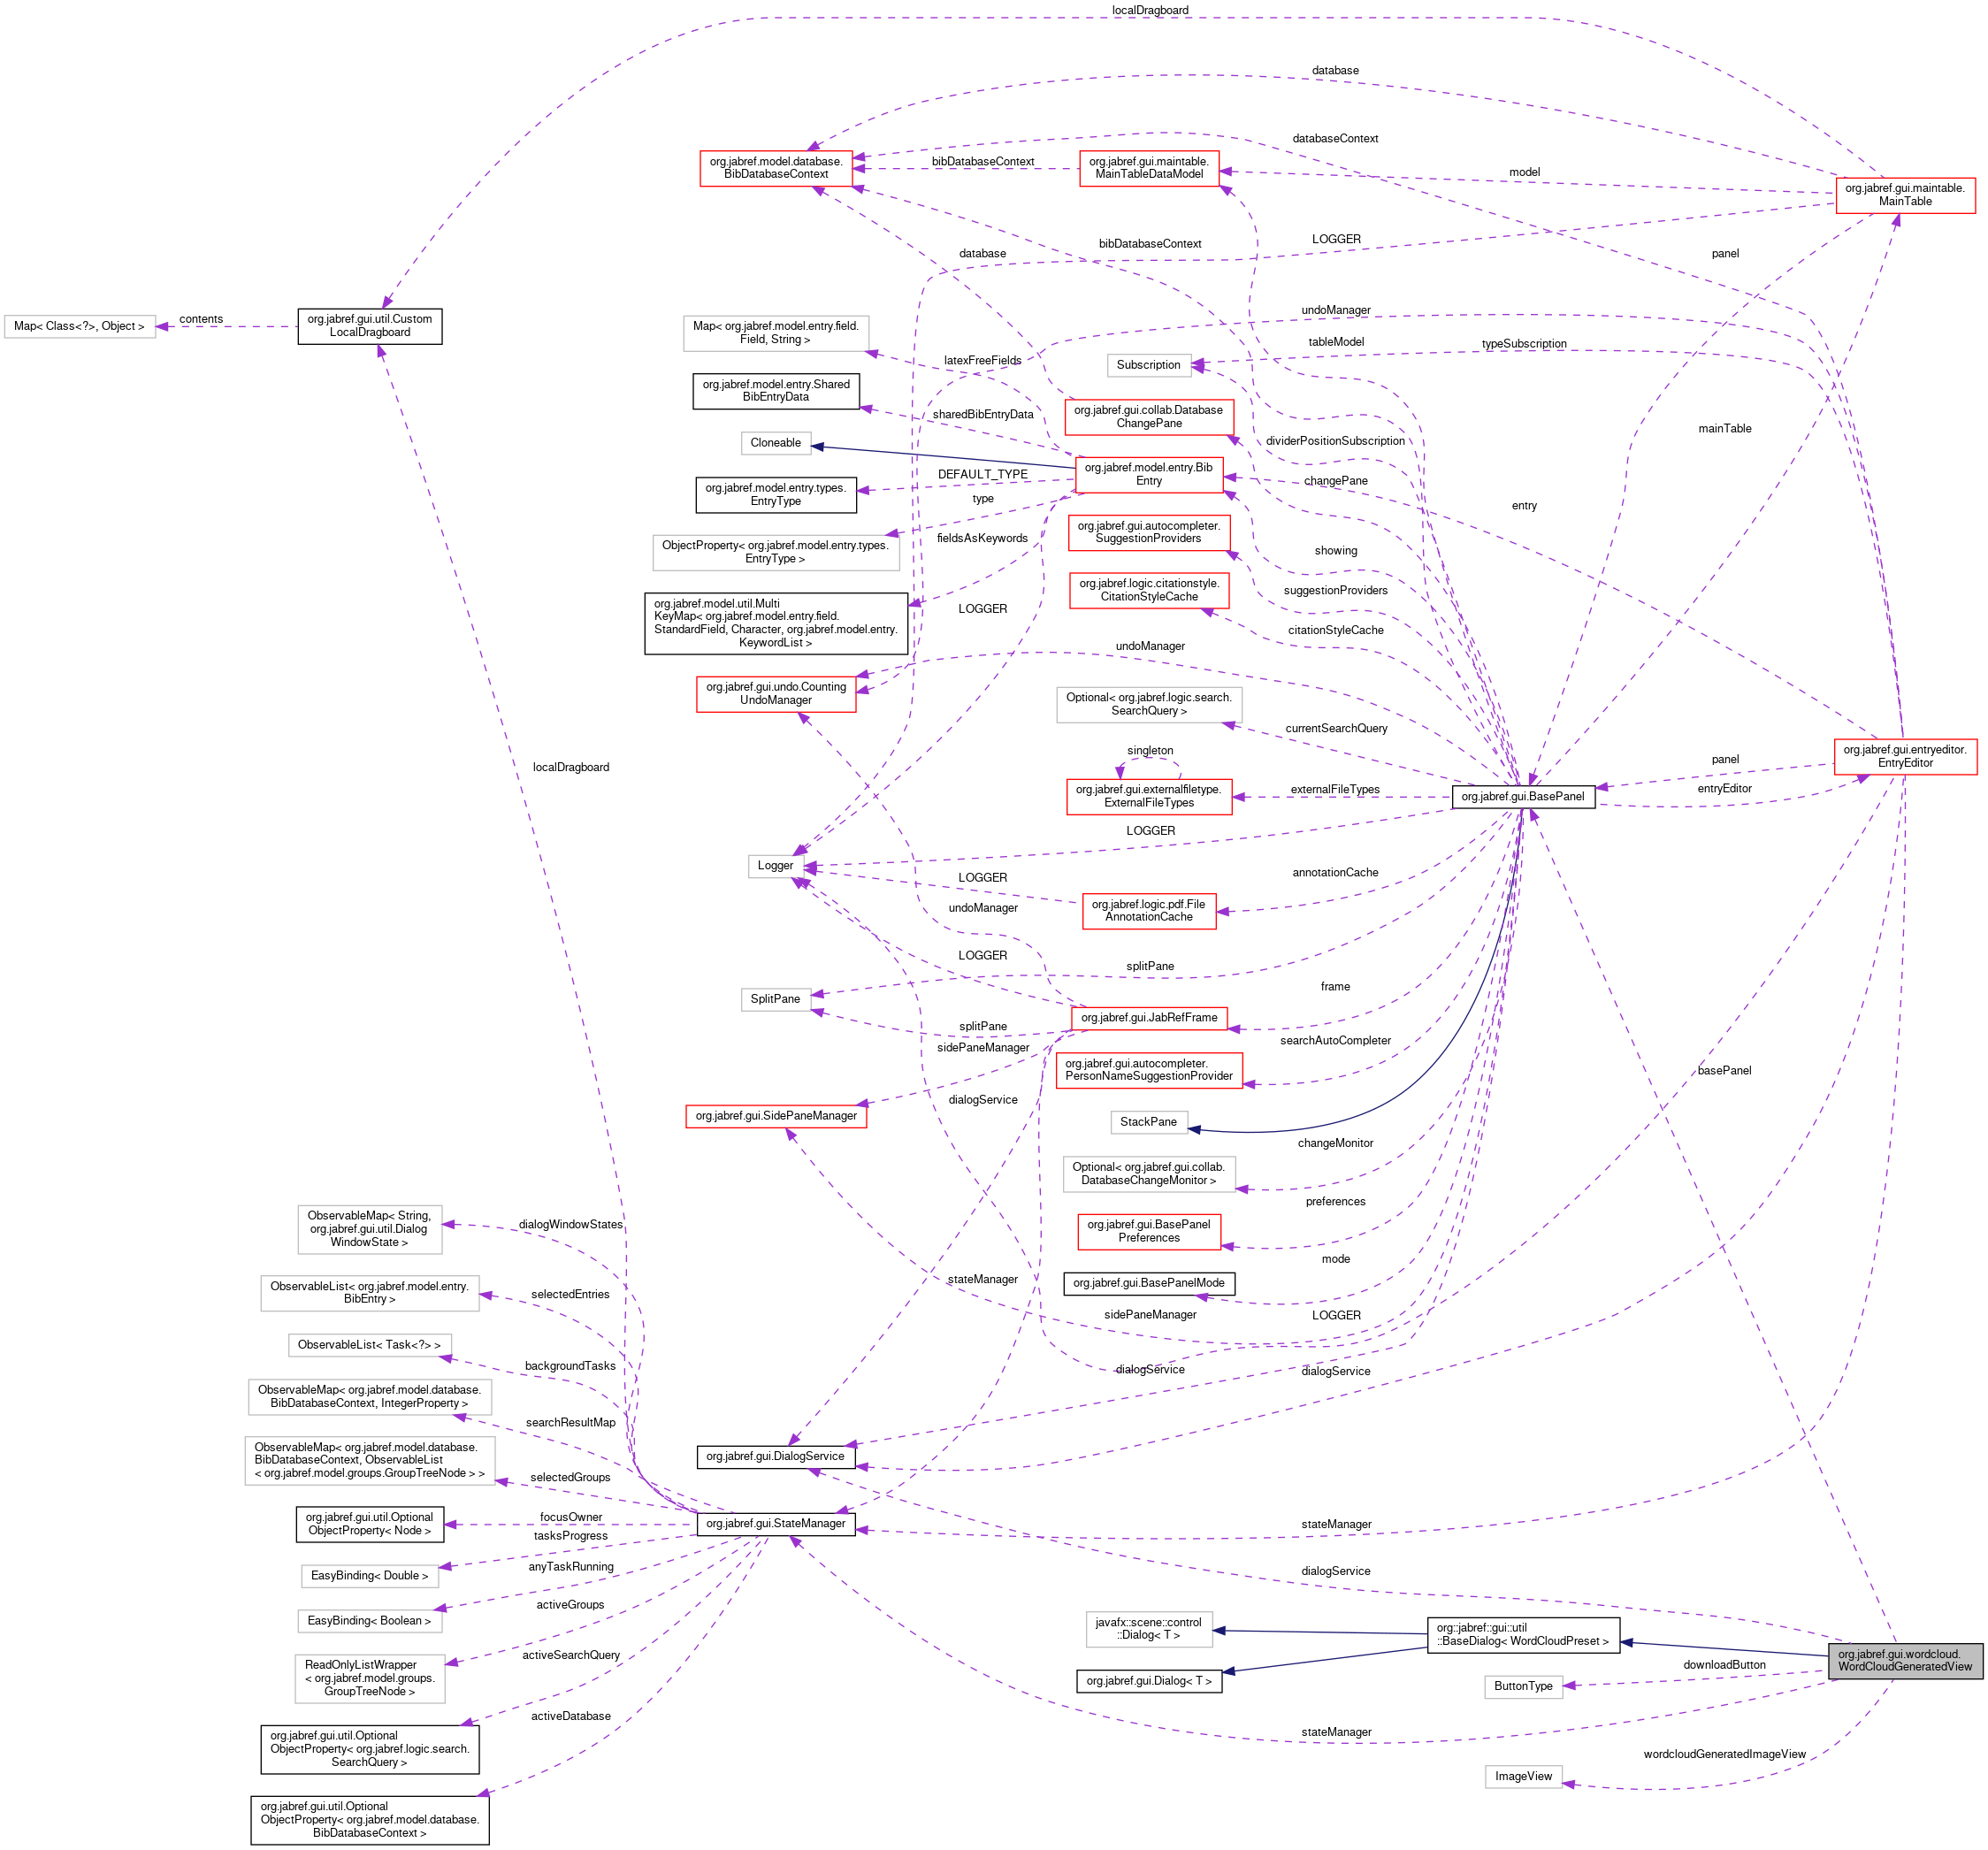 localDragboard
database
databaseContext
org.jabref.model.database.
BibDatabaseContext
bibDatabaseContext
org.jabref.gui.maintable.
MainTableDataModel
model
org.jabref.gui.maintable.
MainTable
bibDatabaseContext
LOGGER
database
panel
Map< Class<?>, Object >
contents
org.jabref.gui.util.Custom
LocalDragboard
Map< org.jabref.model.entry.field.
Field, String >
undoManager
tableModel
typeSubscription
latexFreeFields
Subscription
org.jabref.model.entry.Shared
BibEntryData
sharedBibEntryData
org.jabref.gui.collab.Database
ChangePane
mainTable
Cloneable
dividerPositionSubscription
DEFAULT_TYPE
org.jabref.model.entry.Bib
Entry
changePane
org.jabref.model.entry.types.
EntryType
type
entry
ObjectProperty< org.jabref.model.entry.types.
EntryType >
fieldsAsKeywords
org.jabref.gui.autocompleter.
SuggestionProviders
showing
org.jabref.model.util.Multi
KeyMap< org.jabref.model.entry.field.
StandardField, Character, org.jabref.model.entry.
KeywordList >
LOGGER
org.jabref.logic.citationstyle.
CitationStyleCache
suggestionProviders
citationStyleCache
undoManager
org.jabref.gui.undo.Counting
UndoManager
Optional< org.jabref.logic.search.
SearchQuery >
currentSearchQuery
singleton
panel
org.jabref.gui.entryeditor.
EntryEditor
localDragboard
org.jabref.gui.externalfiletype.
ExternalFileTypes
externalFileTypes
org.jabref.gui.BasePanel
entryEditor
LOGGER
Logger
LOGGER
annotationCache
org.jabref.logic.pdf.File
AnnotationCache
undoManager
LOGGER
splitPane
SplitPane
frame
splitPane
org.jabref.gui.JabRefFrame
sidePaneManager
searchAutoCompleter
org.jabref.gui.autocompleter.
PersonNameSuggestionProvider
basePanel
dialogService
org.jabref.gui.SidePaneManager
StackPane
changeMonitor
Optional< org.jabref.gui.collab.
DatabaseChangeMonitor >
preferences
ObservableMap< String,
org.jabref.gui.util.Dialog
WindowState >
dialogWindowStates
org.jabref.gui.BasePanel
Preferences
mode
stateManager
org.jabref.gui.BasePanelMode
ObservableList< org.jabref.model.entry.
BibEntry >
selectedEntries
sidePaneManager
LOGGER
ObservableList< Task<?> >
backgroundTasks
dialogService
dialogService
ObservableMap< org.jabref.model.database.
BibDatabaseContext, IntegerProperty >
searchResultMap
ObservableMap< org.jabref.model.database.
BibDatabaseContext, ObservableList
< org.jabref.model.groups.GroupTreeNode > >
selectedGroups
org.jabref.gui.DialogService
org.jabref.gui.util.Optional
ObjectProperty< Node >
focusOwner
tasksProgress
org.jabref.gui.StateManager
stateManager
EasyBinding< Double >
anyTaskRunning
dialogService
EasyBinding< Boolean >
activeGroups
javafx::scene::control
::Dialog< T >
org::jabref::gui::util
::BaseDialog< WordCloudPreset >
ReadOnlyListWrapper
< org.jabref.model.groups.
GroupTreeNode >
activeSearchQuery
org.jabref.gui.Dialog< T >
downloadButton
org.jabref.gui.wordcloud.
WordCloudGeneratedView
ButtonType
activeDatabase
stateManager
org.jabref.gui.util.Optional
ObjectProperty< org.jabref.logic.search.
SearchQuery >
wordcloudGeneratedImageView
ImageView
org.jabref.gui.util.Optional
ObjectProperty< org.jabref.model.database.
BibDatabaseContext >